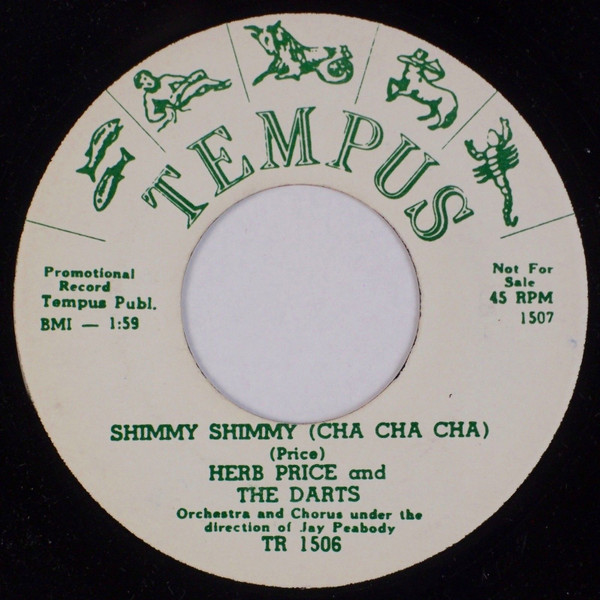 TEMPUS
Promotional
Record
Tempus Publ.
BMI — 1:59
Not For
Sale
45 RPM
1507
SHIMMY SHIMMY (CHA CHA CHA)
(Price)
HERB PRICE and
THE DARTS
Orchestra and Chorus under the
direction of Jay Peabody
TR 1506